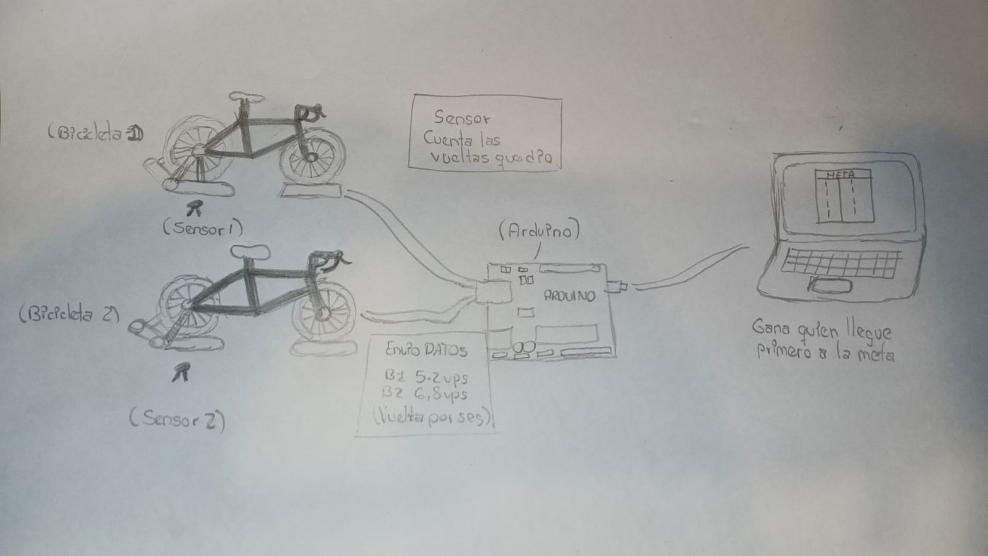 (Bicicleta 1)
Sensor
Cuenta las
vueltas que dio
(Sensor 1)
META
(Arduino)
ARDUINO
(Bicicleta 2)
Envio DATOS
B1 5.2 vps
B2 6,8 vps
(Vuelta por seg)
Gana quien llegue
primero a la meta
(Sensor 2)